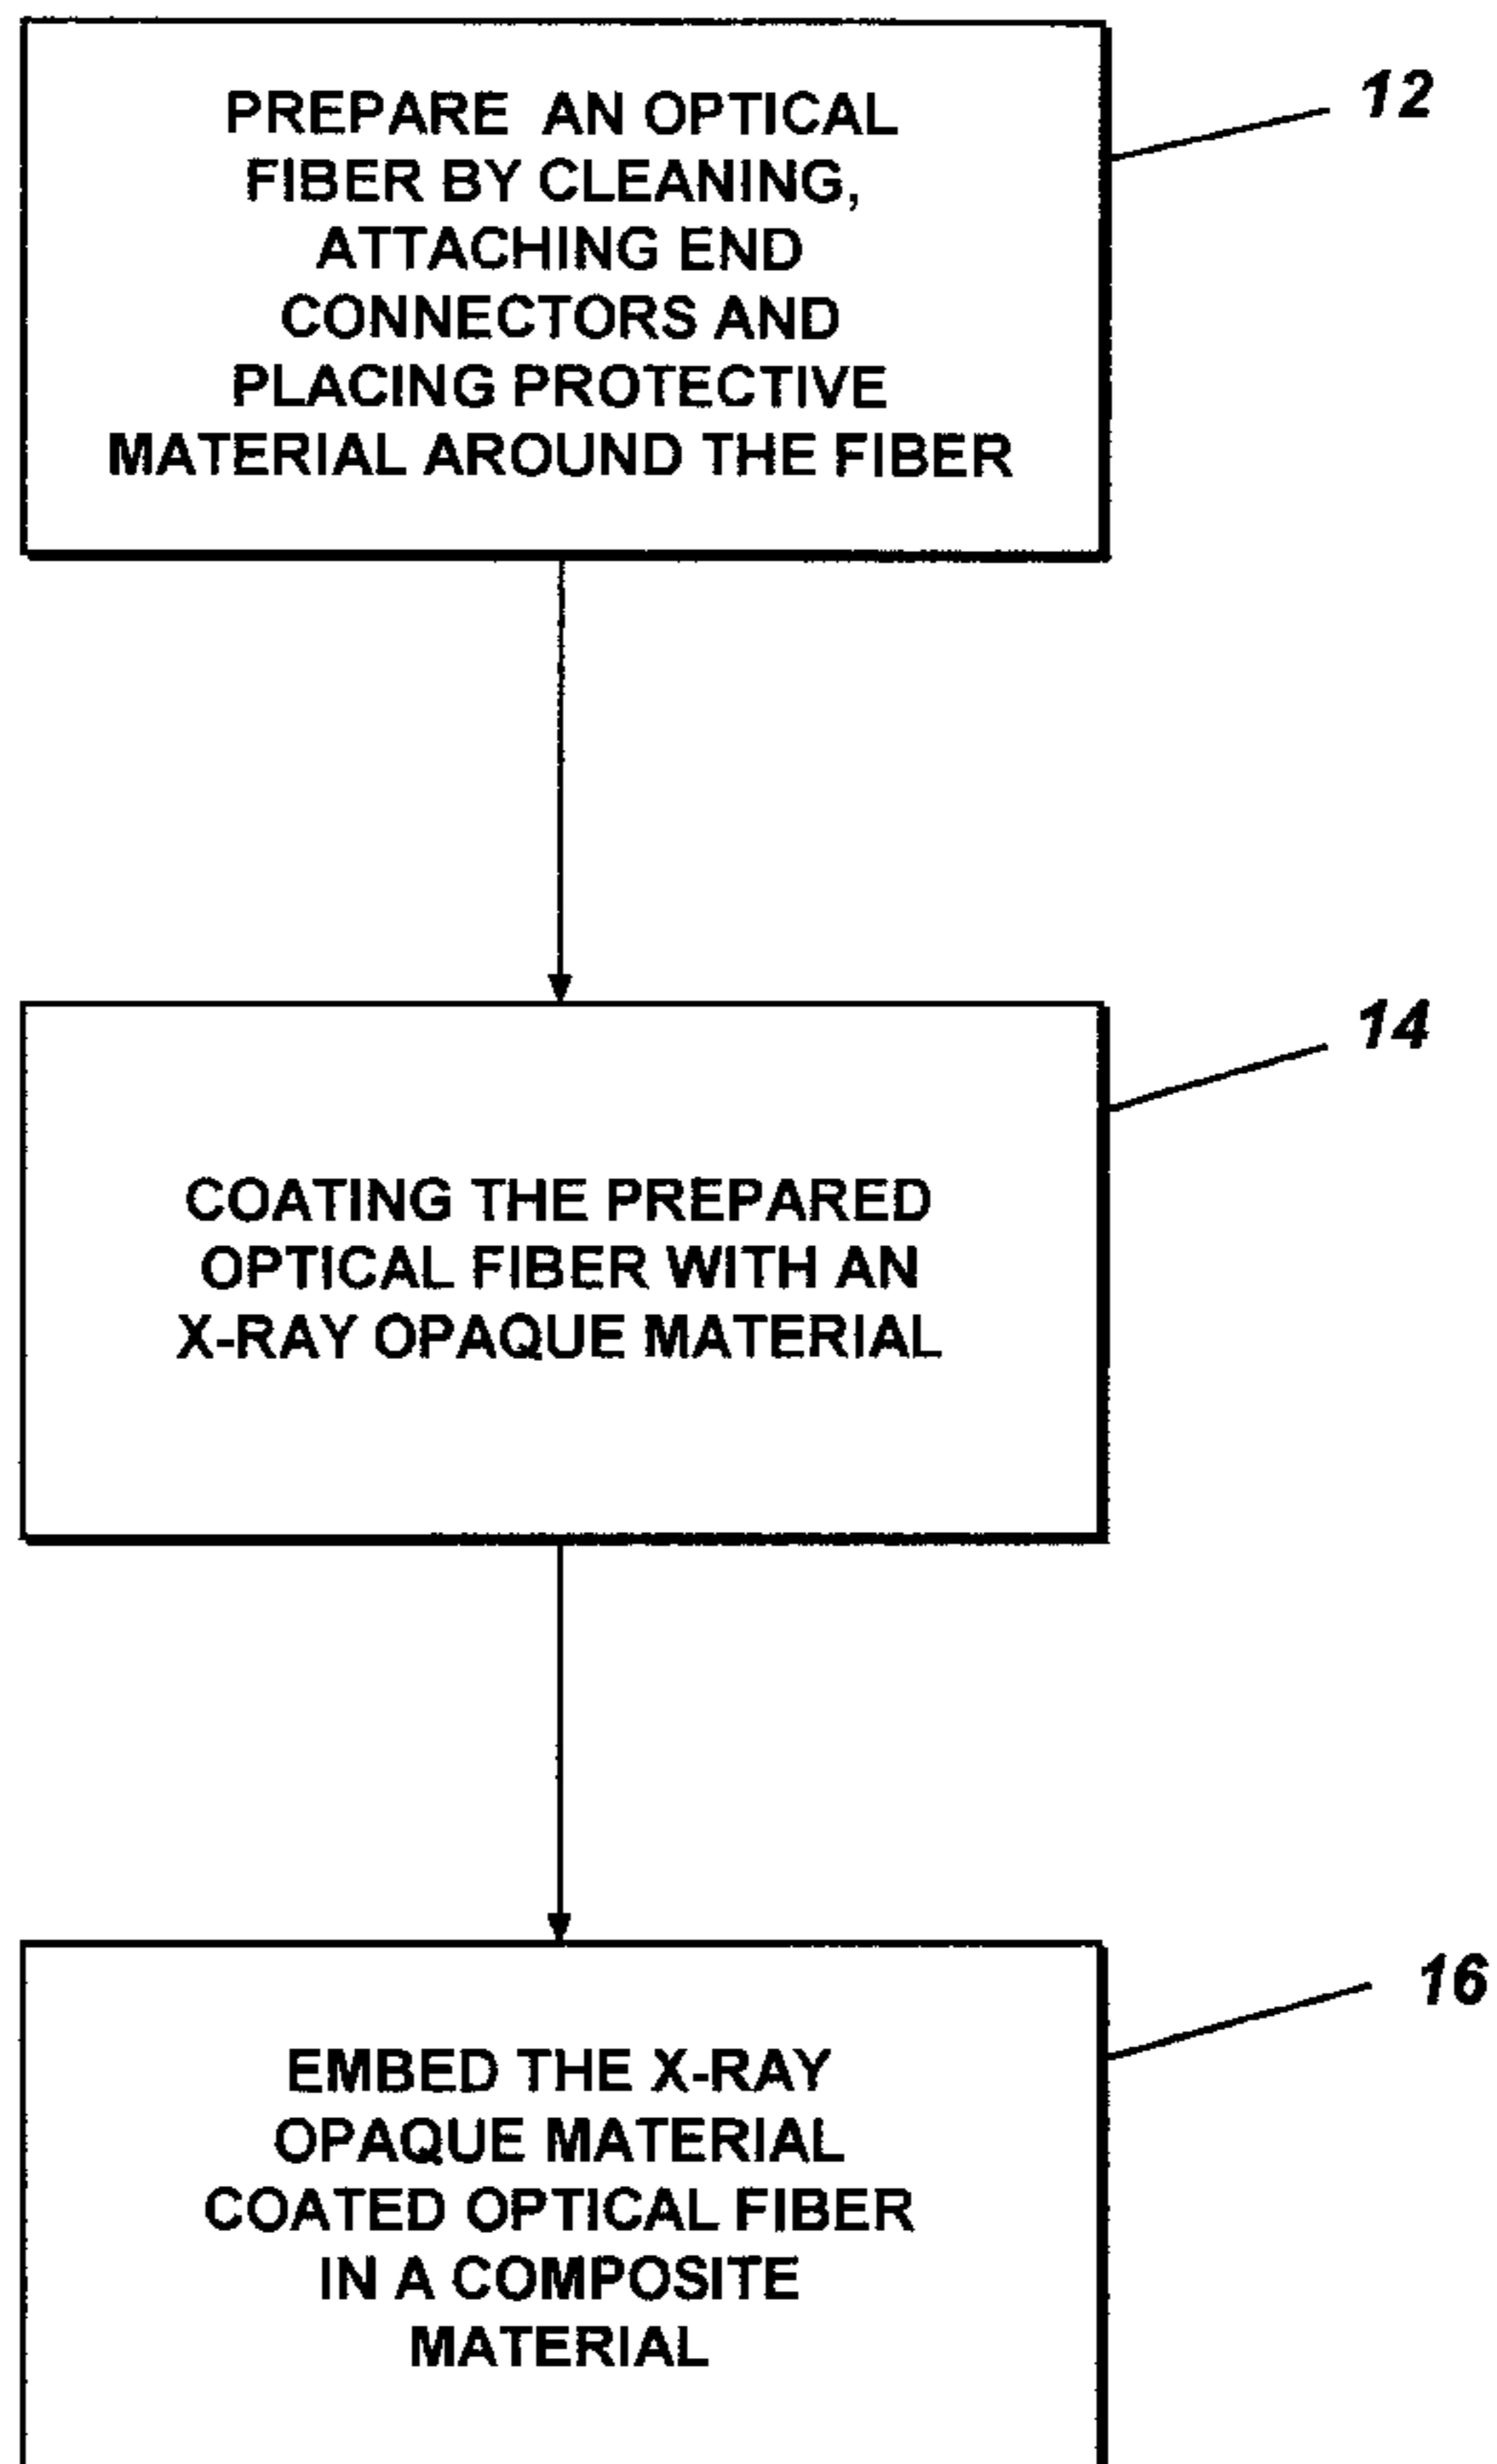 PREPARE AN OPTICAL
FIBER BY CLEANING,
ATTACHING END
CONNECTORS AND
PLACING PROTECTIVE
MATERIAL AROUND THE FIBER
12
COATING THE PREPARED
OPTICAL FIBER WITH AN
X-RAY OPAQUE MATERIAL
14
EMBED THE X-RAY
OPAQUE MATERIAL
COATED OPTICAL FIBER
IN A COMPOSITE
MATERIAL
16